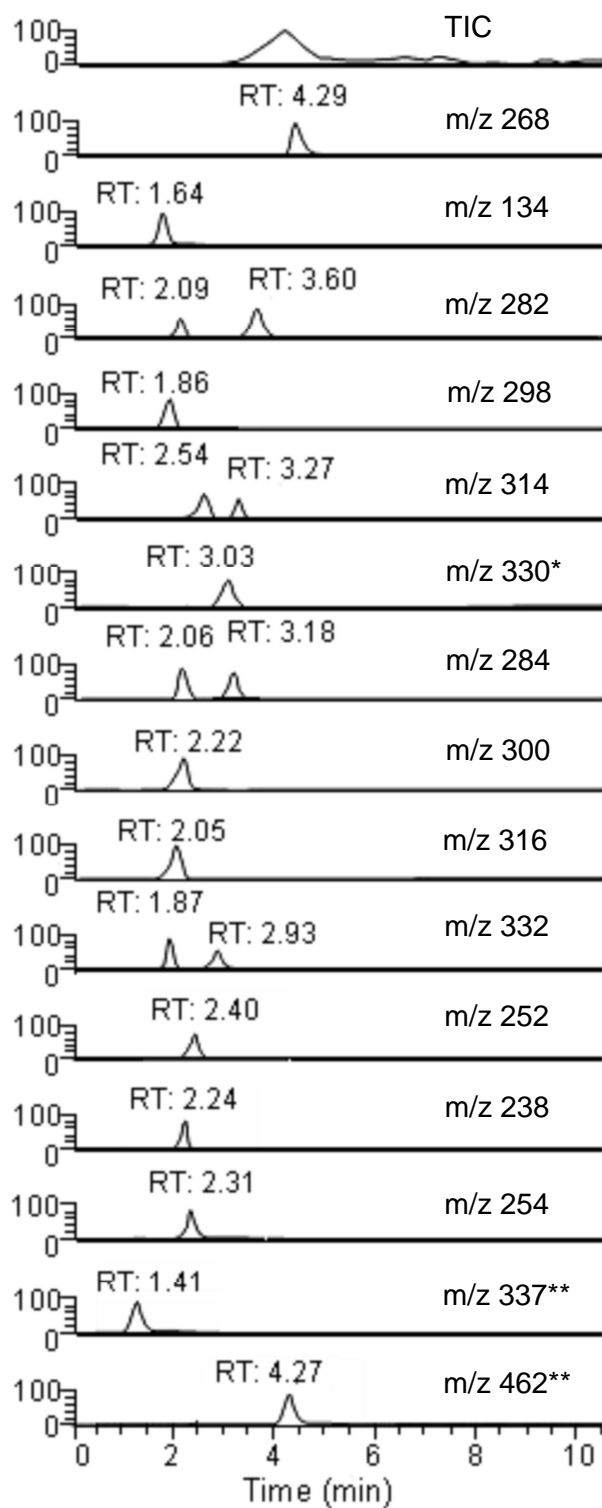 TIC
100
0
RT: 4.29
m/z 268
100
0
RT: 1.64
m/z 134
100
0
RT: 2.09 RT: 3.60
m/z 282
100
0
RT: 1.86
m/z 298
100
0
RT: 2.54 RT: 3.27
m/z 314
100
0
RT: 3.03
m/z 330*
100
0
RT: 2.06 RT: 3.18
m/z 284
100
0
RT: 2.22
m/z 300
100
0
RT: 2.05
m/z 316
100
0
RT: 1.87
RT: 2.93
m/z 332
100
0
RT: 2.40
m/z 252
100
0
RT: 2.24
m/z 238
100
0
RT: 2.31
m/z 254
100
0
RT: 1.41
m/z 337**
100
0
RT: 4.27
m/z 462**
100
0
0 2 4 6 8 10
Time (min)